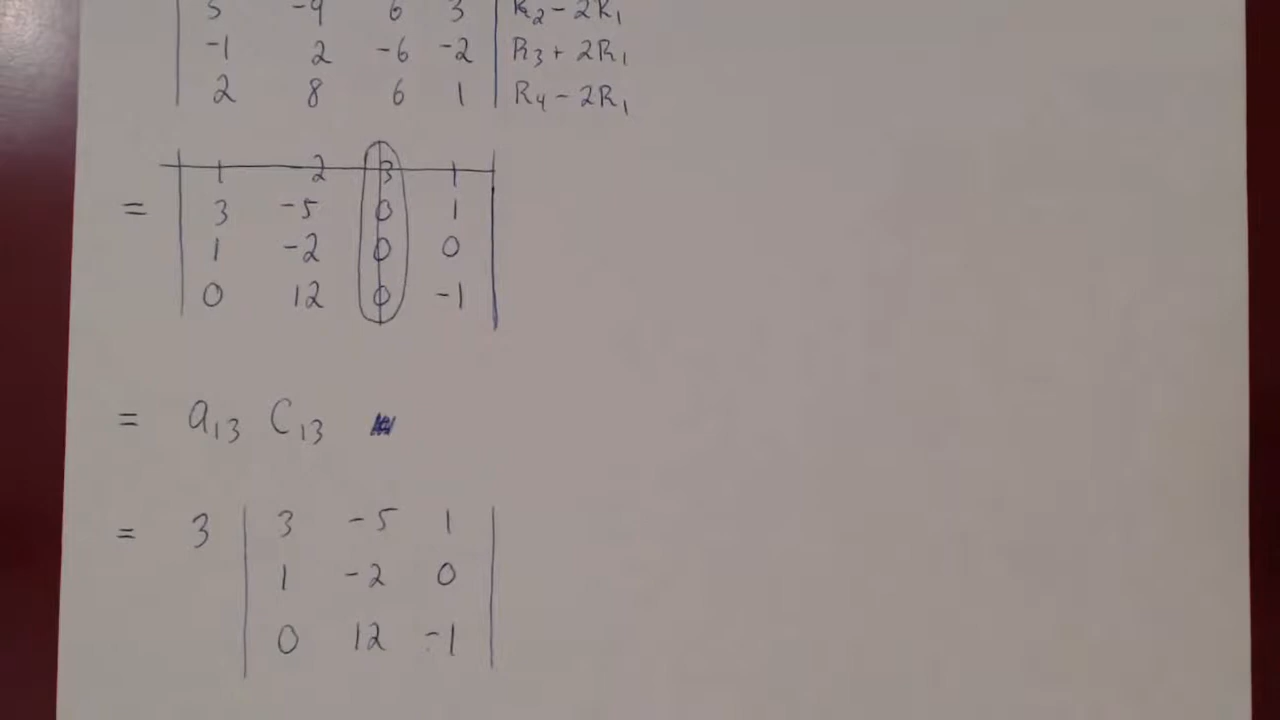 5 -9 6 3 R₂ - 2R₁
-1 2 -6 -2 R₃ + 2R₁
2 8 6 1 R₄ - 2R₁
1 2 3 1
= 3 -5 0 1
1 -2 0 0
0 12 0 -1
= a₁₃ C₁₃
= 3 | 3 -5 1 |
1 -2 0
0 12 -1